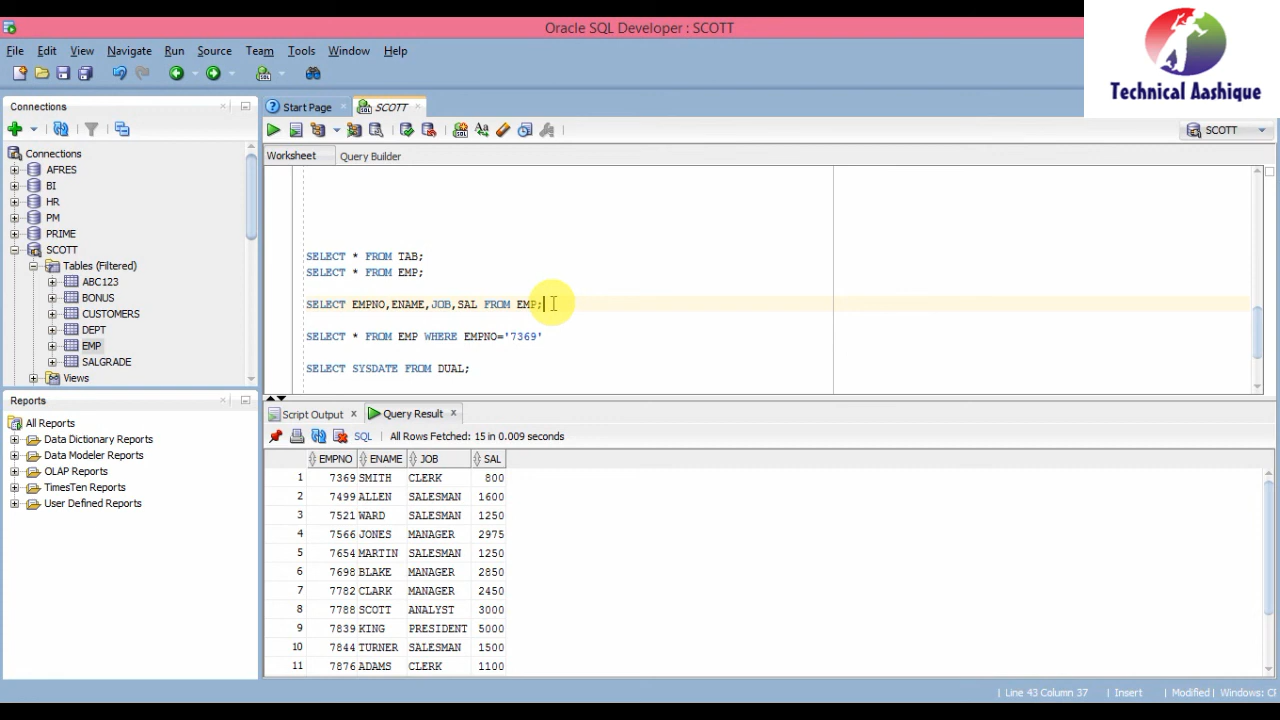 Oracle SQL Developer : SCOTT
Technical Aashique
File Edit View Navigate Run Source Team Tools Window Help
Connections
Start Page
SCOTT
SCOTT
Worksheet
Query Builder
Connections
AFRES
BI
HR
PM
PRIME
SCOTT
Tables (Filtered)
ABC123
BONUS
CUSTOMERS
DEPT
EMP
SALGRADE
Views
SELECT * FROM TAB;
SELECT * FROM EMP;
SELECT EMPNO,ENAME,JOB,SAL FROM EMP;
SELECT * FROM EMP WHERE EMPNO='7369'
SELECT SYSDATE FROM DUAL;
Reports
All Reports
Data Dictionary Reports
Data Modeler Reports
OLAP Reports
TimesTen Reports
User Defined Reports
Script Output
Query Result
SQL
All Rows Fetched: 15 in 0.009 seconds
EMPNO ENAME JOB SAL
1 7369 SMITH CLERK 800
2 7499 ALLEN SALESMAN 1600
3 7521 WARD SALESMAN 1250
4 7566 JONES MANAGER 2975
5 7654 MARTIN SALESMAN 1250
6 7698 BLAKE MANAGER 2850
7 7782 CLARK MANAGER 2450
8 7788 SCOTT ANALYST 3000
9 7839 KING PRESIDENT 5000
10 7844 TURNER SALESMAN 1500
11 7876 ADAMS CLERK 1100
Line 43 Column 37 Insert Modified Windows: C